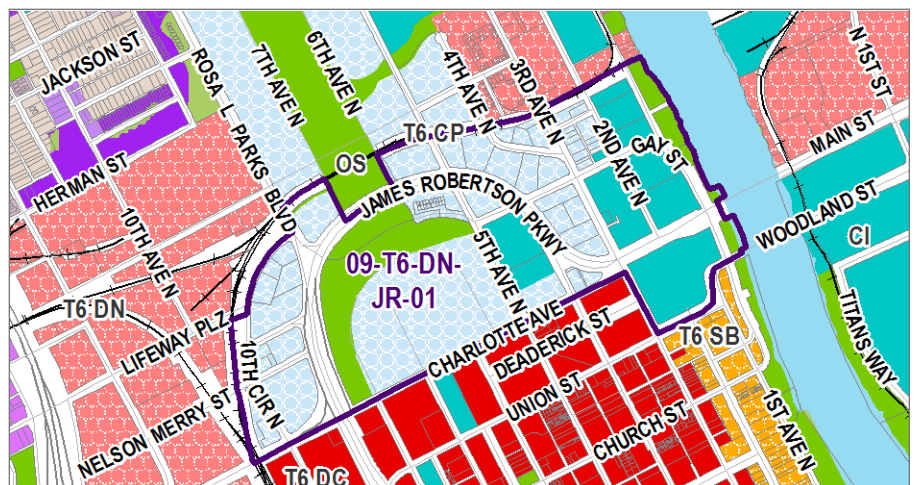 JACKSON ST
ROSA L PARKS BLVD
7TH AVE N
6TH AVE N
4TH AVE N
3RD AVE N
N 1ST ST
T6 CP
MAIN ST
2ND AVE N
GAY ST
HERMAN ST
OS
JAMES ROBERTSON PKWY
WOODLAND ST
10TH AVE N
CI
09-T6-DN-
JR-01
5TH AVE N
T6 DN
LIFEWAY PLZ
CHARLOTTE AVE
DEADERICK ST
T6 SB
TITANS WAY
10TH CIR N
UNION ST
NELSON MERRY ST
CHURCH ST
1ST AVE N
T6 DC